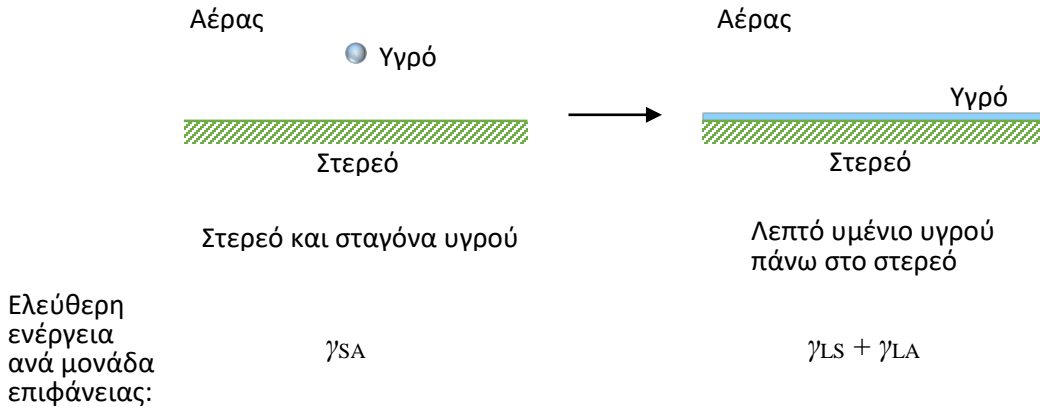 Αέρας
Υγρό
Στερεό
Αέρας
Υγρό
Στερεό
Στερεό και σταγόνα υγρού
Λεπτό υμένιο υγρού
πάνω στο στερεό
Ελεύθερη
ενέργεια
ανά μονάδα
επιφάνειας:
γSA
γLS + γLA